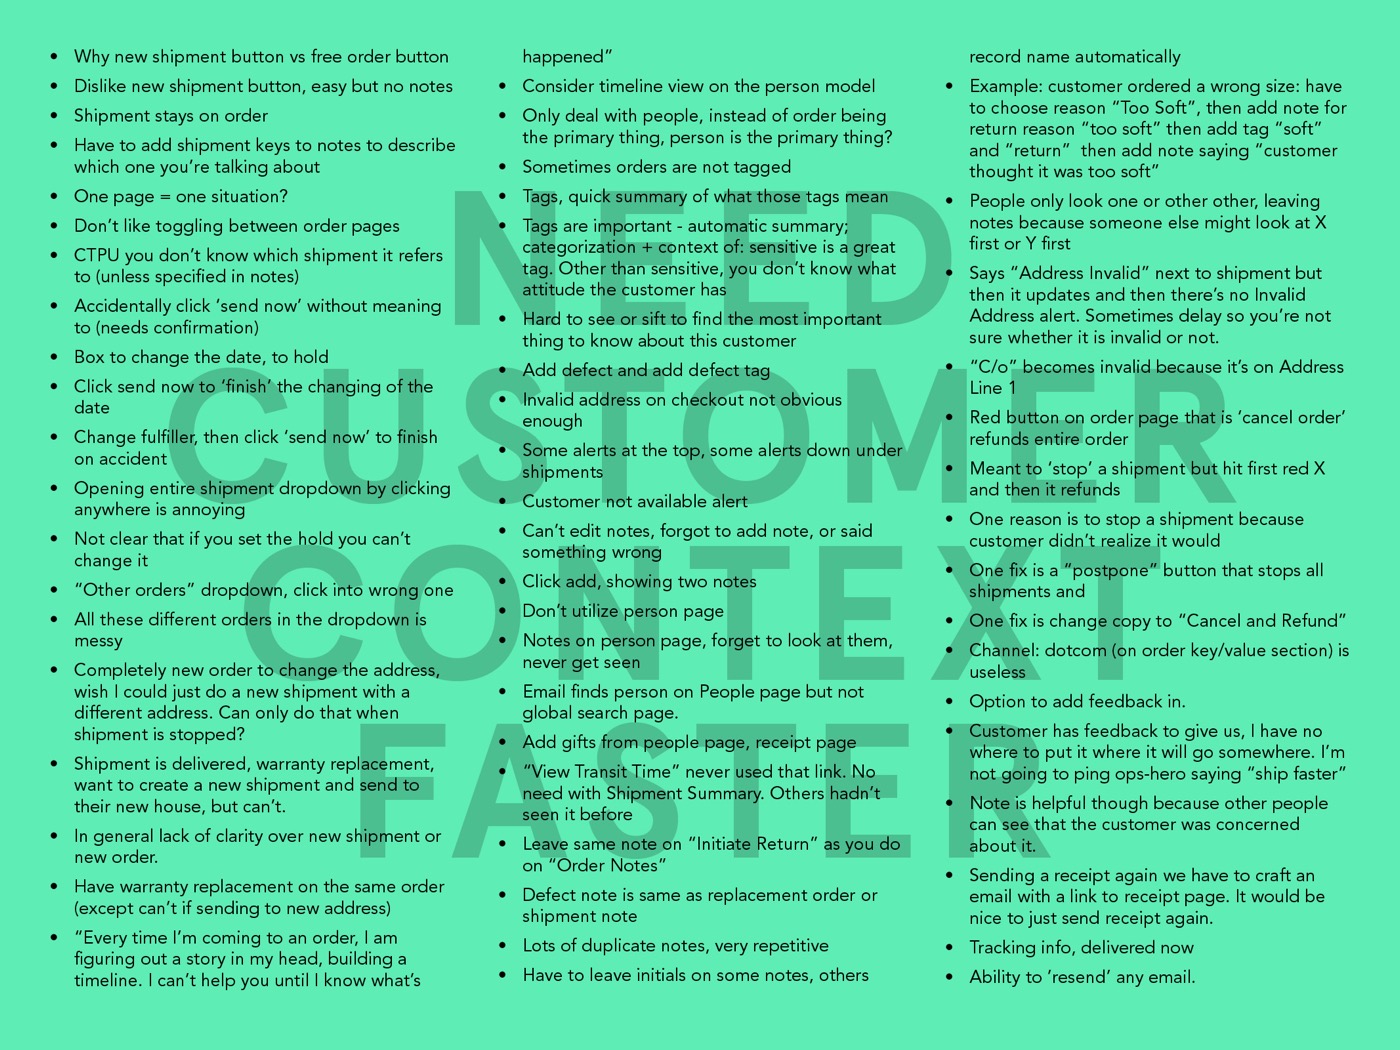 • Why new shipment button vs free order button
• Dislike new shipment button, easy but no notes
• Shipment stays on order
• Have to add shipment keys to notes to describe
which one you’re talking about
• One page = one situation?
• Don’t like toggling between order pages
• CTPU you don’t know which shipment it refers
to (unless specified in notes)
• Accidentally click ‘send now’ without meaning
to (needs confirmation)
• Box to change the date, to hold
• Click send now to ‘finish’ the changing of the
date
• Change fulfiller, then click ‘send now’ to finish
on accident
• Opening entire shipment dropdown by clicking
anywhere is annoying
• Not clear that if you set the hold you can’t
change it
• “Other orders” dropdown, click into wrong one
• All these different orders in the dropdown is
messy
• Completely new order to change the address,
wish I could just do a new shipment with a
different address. Can only do that when
shipment is stopped?
• Shipment is delivered, warranty replacement,
want to create a new shipment and send to
their new house, but can’t.
• In general lack of clarity over new shipment or
new order.
• Have warranty replacement on the same order
(except can’t if sending to new address)
• “Every time I’m coming to an order, I am
figuring out a story in my head, building a
timeline. I can’t help you until I know what’s
happened”
• Consider timeline view on the person model
• Only deal with people, instead of order being
the primary thing, person is the primary thing?
• Sometimes orders are not tagged
• Tags, quick summary of what those tags mean
• Tags are important - automatic summary;
categorization + context of: sensitive is a great
tag. Other than sensitive, you don’t know what
attitude the customer has
• Hard to see or sift to find the most important
thing to know about this customer
• Add defect and add defect tag
• Invalid address on checkout not obvious
enough
• Some alerts at the top, some alerts down under
shipments
• Customer not available alert
• Can’t edit notes, forgot to add note, or said
something wrong
• Click add, showing two notes
• Don’t utilize person page
• Notes on person page, forget to look at them,
never get seen
• Email finds person on People page but not
global search page.
• Add gifts from people page, receipt page
• “View Transit Time” never used that link. No
need with Shipment Summary. Others hadn’t
seen it before
• Leave same note on “Initiate Return” as you do
on “Order Notes”
• Defect note is same as replacement order or
shipment note
• Lots of duplicate notes, very repetitive
• Have to leave initials on some notes, others
record name automatically
• Example: customer ordered a wrong size: have
to choose reason “Too Soft”, then add note for
return reason “too soft” then add tag “soft”
and “return” then add note saying “customer
thought it was too soft”
• People only look one or other other, leaving
notes because someone else might look at X
first or Y first
• Says “Address Invalid” next to shipment but
then it updates and then there’s no Invalid
Address alert. Sometimes delay so you’re not
sure whether it is invalid or not.
• “C/o” becomes invalid because it’s on Address
Line 1
• Red button on order page that is ‘cancel order’
refunds entire order
• Meant to ‘stop’ a shipment but hit first red X
and then it refunds
• One reason is to stop a shipment because
customer didn’t realize it would
• One fix is a “postpone” button that stops all
shipments and
• One fix is change copy to “Cancel and Refund”
• Channel: dotcom (on order key/value section) is
useless
• Option to add feedback in.
• Customer has feedback to give us, I have no
where to put it where it will go somewhere. I’m
not going to ping ops-hero saying “ship faster”
• Note is helpful though because other people
can see that the customer was concerned
about it.
• Sending a receipt again we have to craft an
email with a link to receipt page. It would be
nice to just send receipt again.
• Tracking info, delivered now
• Ability to ‘resend’ any email.
NEED
CUSTOMER
CONTEXT
FASTER